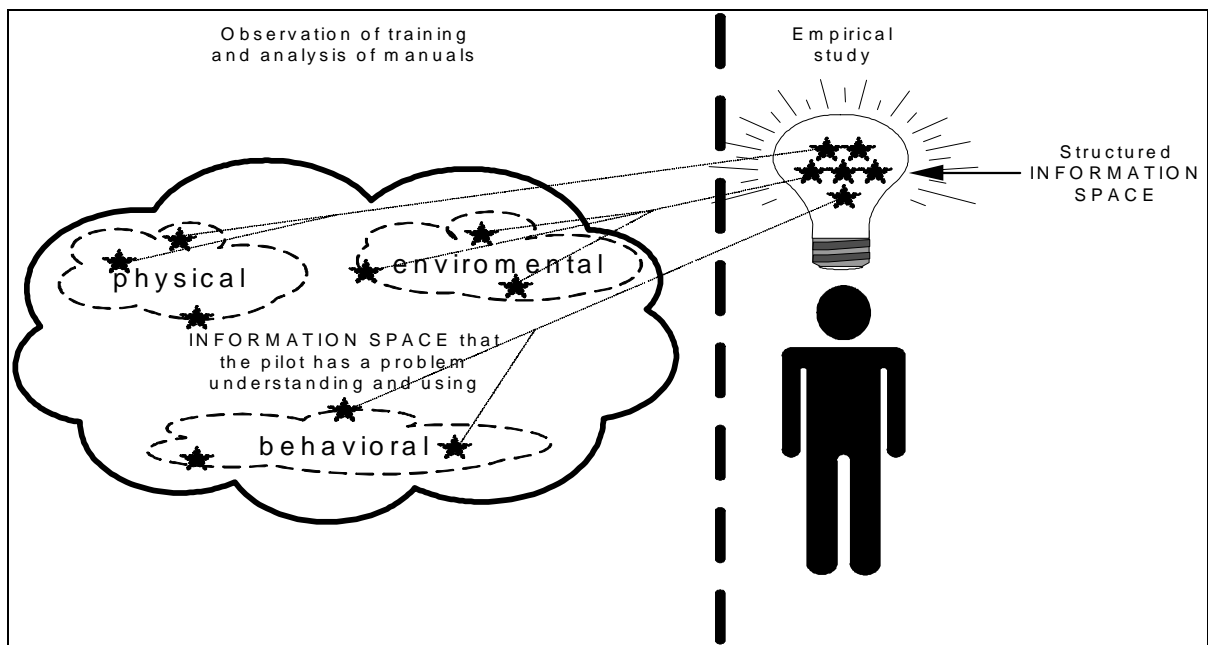 Observation of training
and analysis of manuals
Empirical
study
Structured
INFORMATION
SPACE
physical
enviromental
INFORMATION SPACE that
the pilot has a problem
understanding and using
behavioral